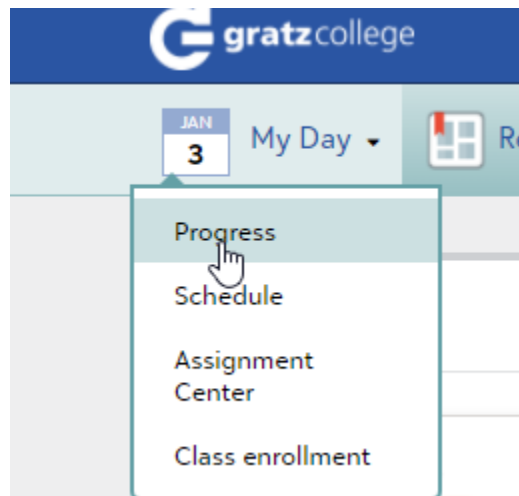 gratzcollege
JAN
3
My Day
Progress
Schedule
Assignment
Center
Class enrollment